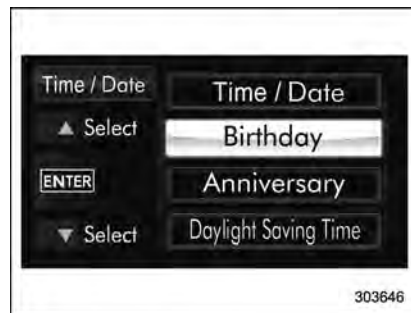 Time / Date
▲ Select
ENTER
▼ Select
Time / Date
Birthday
Anniversary
Daylight Saving Time
303646